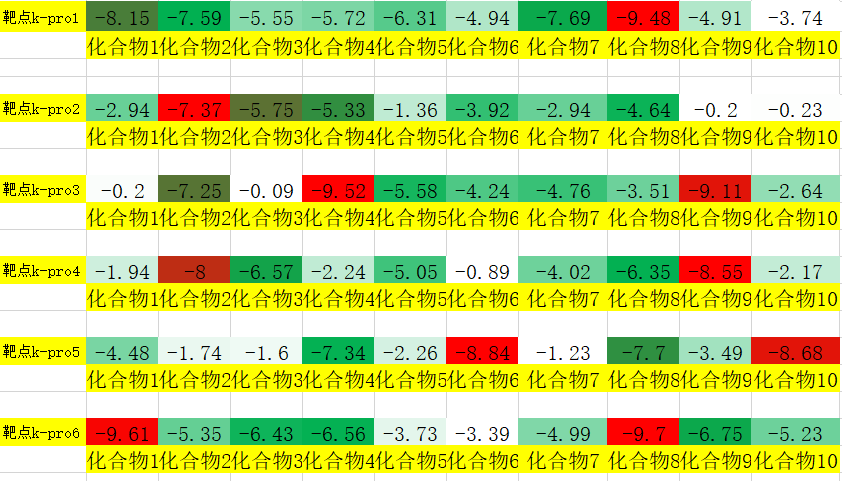 靶点k-pro1 -8.15 -7.59 -5.55 -5.72 -6.31 -4.94 -7.69 -9.48 -4.91 -3.74
化合物1 化合物2 化合物3 化合物4 化合物5 化合物6 化合物7 化合物8 化合物9 化合物10
靶点k-pro2 -2.94 -7.37 -5.75 -5.33 -1.36 -3.92 -2.94 -4.64 -0.2 -0.23
化合物1 化合物2 化合物3 化合物4 化合物5 化合物6 化合物7 化合物8 化合物9 化合物10
靶点k-pro3 -0.2 -7.25 -0.09 -9.52 -5.58 -4.24 -4.76 -3.51 -9.11 -2.64
化合物1 化合物2 化合物3 化合物4 化合物5 化合物6 化合物7 化合物8 化合物9 化合物10
靶点k-pro4 -1.94 -8 -6.57 -2.24 -5.05 -0.89 -4.02 -6.35 -8.55 -2.17
化合物1 化合物2 化合物3 化合物4 化合物5 化合物6 化合物7 化合物8 化合物9 化合物10
靶点k-pro5 -4.48 -1.74 -1.6 -7.34 -2.26 -8.84 -1.23 -7.7 -3.49 -8.68
化合物1 化合物2 化合物3 化合物4 化合物5 化合物6 化合物7 化合物8 化合物9 化合物10
靶点k-pro6 -9.61 -5.35 -6.43 -6.56 -3.73 -3.39 -4.99 -9.7 -6.75 -5.23
化合物1 化合物2 化合物3 化合物4 化合物5 化合物6 化合物7 化合物8 化合物9 化合物10